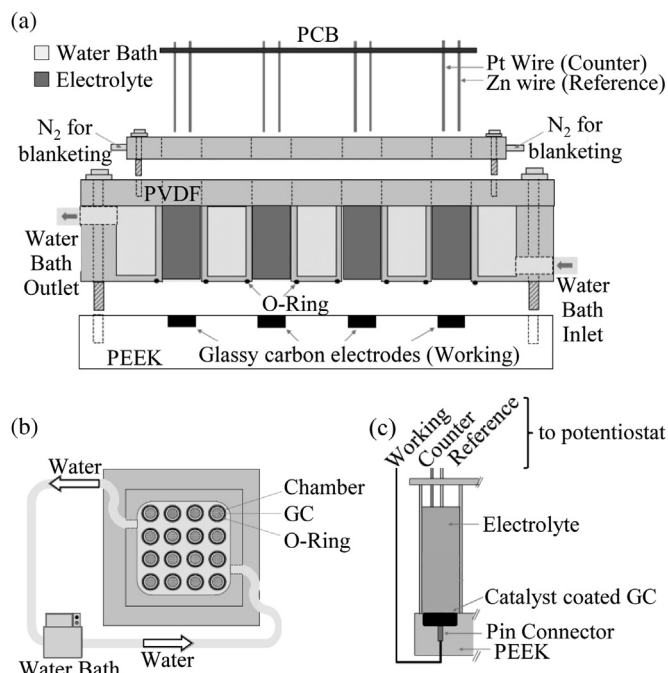 (a)
PCB
Water Bath
Electrolyte
Pt Wire (Counter)
Zn wire (Reference)
N2 for
blanketing
N2 for
blanketing
PVDF
Water
Bath
Outlet
O-Ring
Water
Bath
Inlet
Glassy carbon electrodes (Working)
PEEK
(b)
Water
Chamber
GC
O-Ring
Water
Water Bath
(c)
Working
Counter
Reference
to potentiostat
Electrolyte
Catalyst coated GC
Pin Connector
PEEK